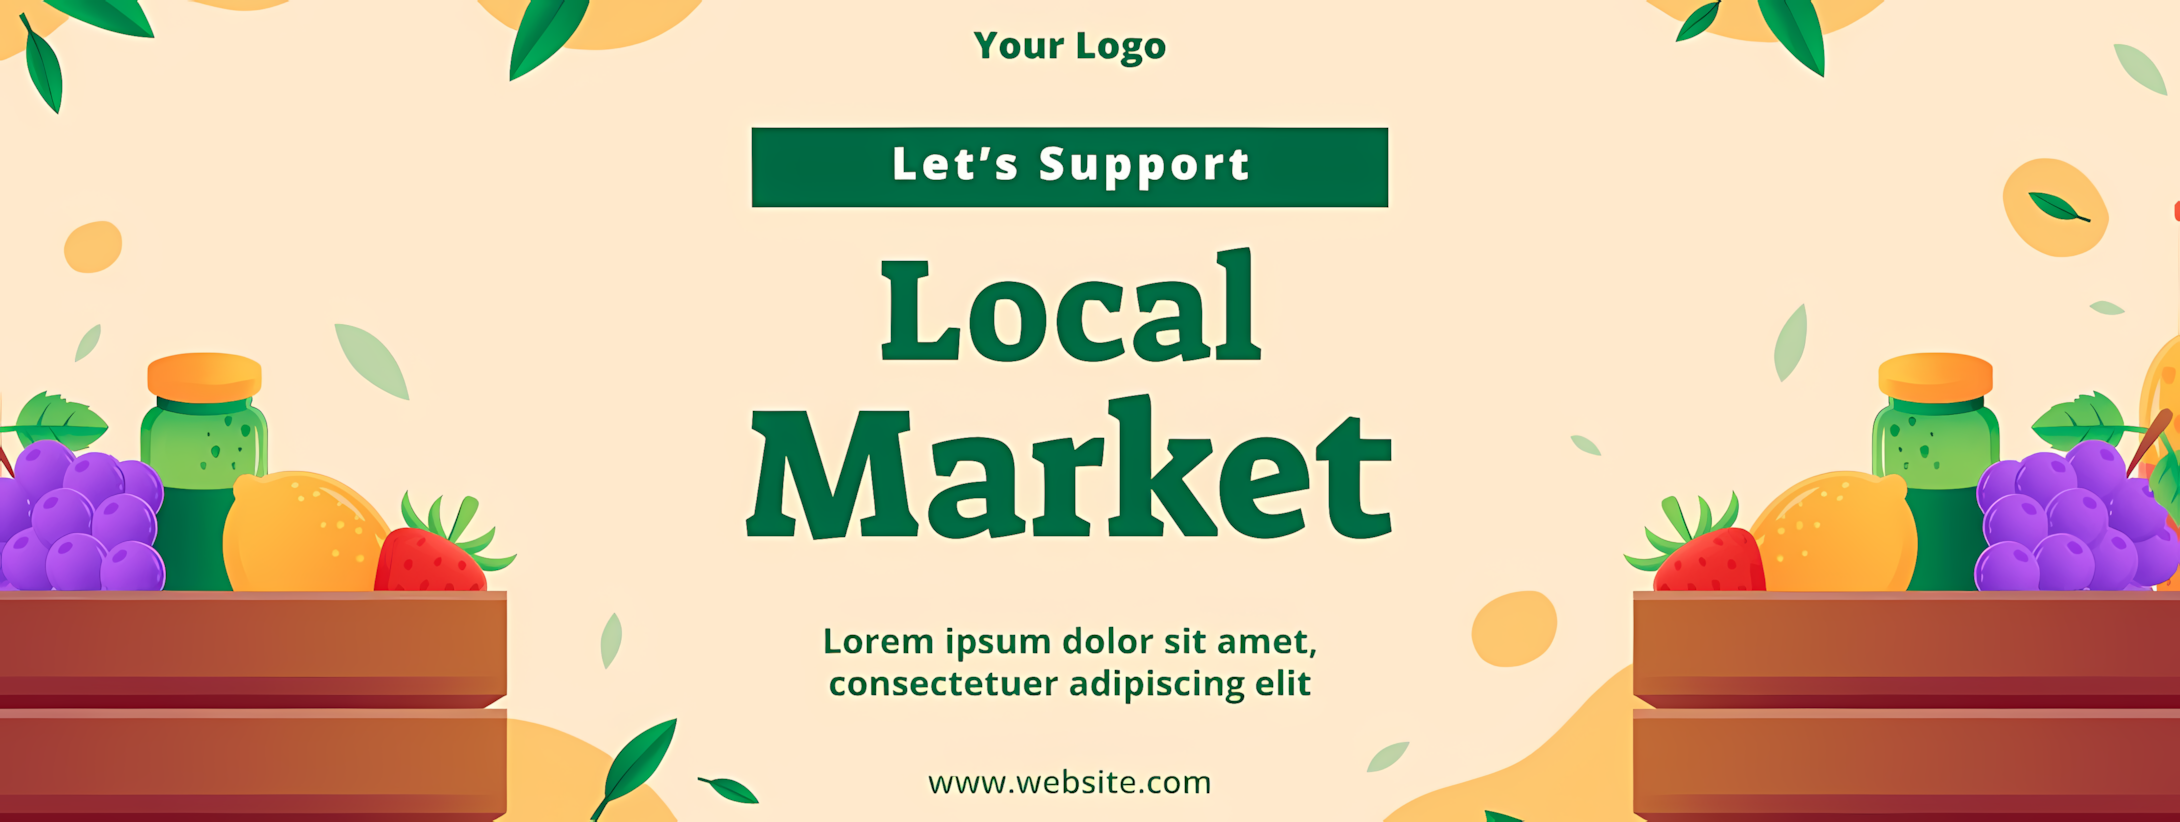 Your Logo
Let’s Support
Local
Market
Lorem ipsum dolor sit amet,
consectetuer adipiscing elit
www.website.com